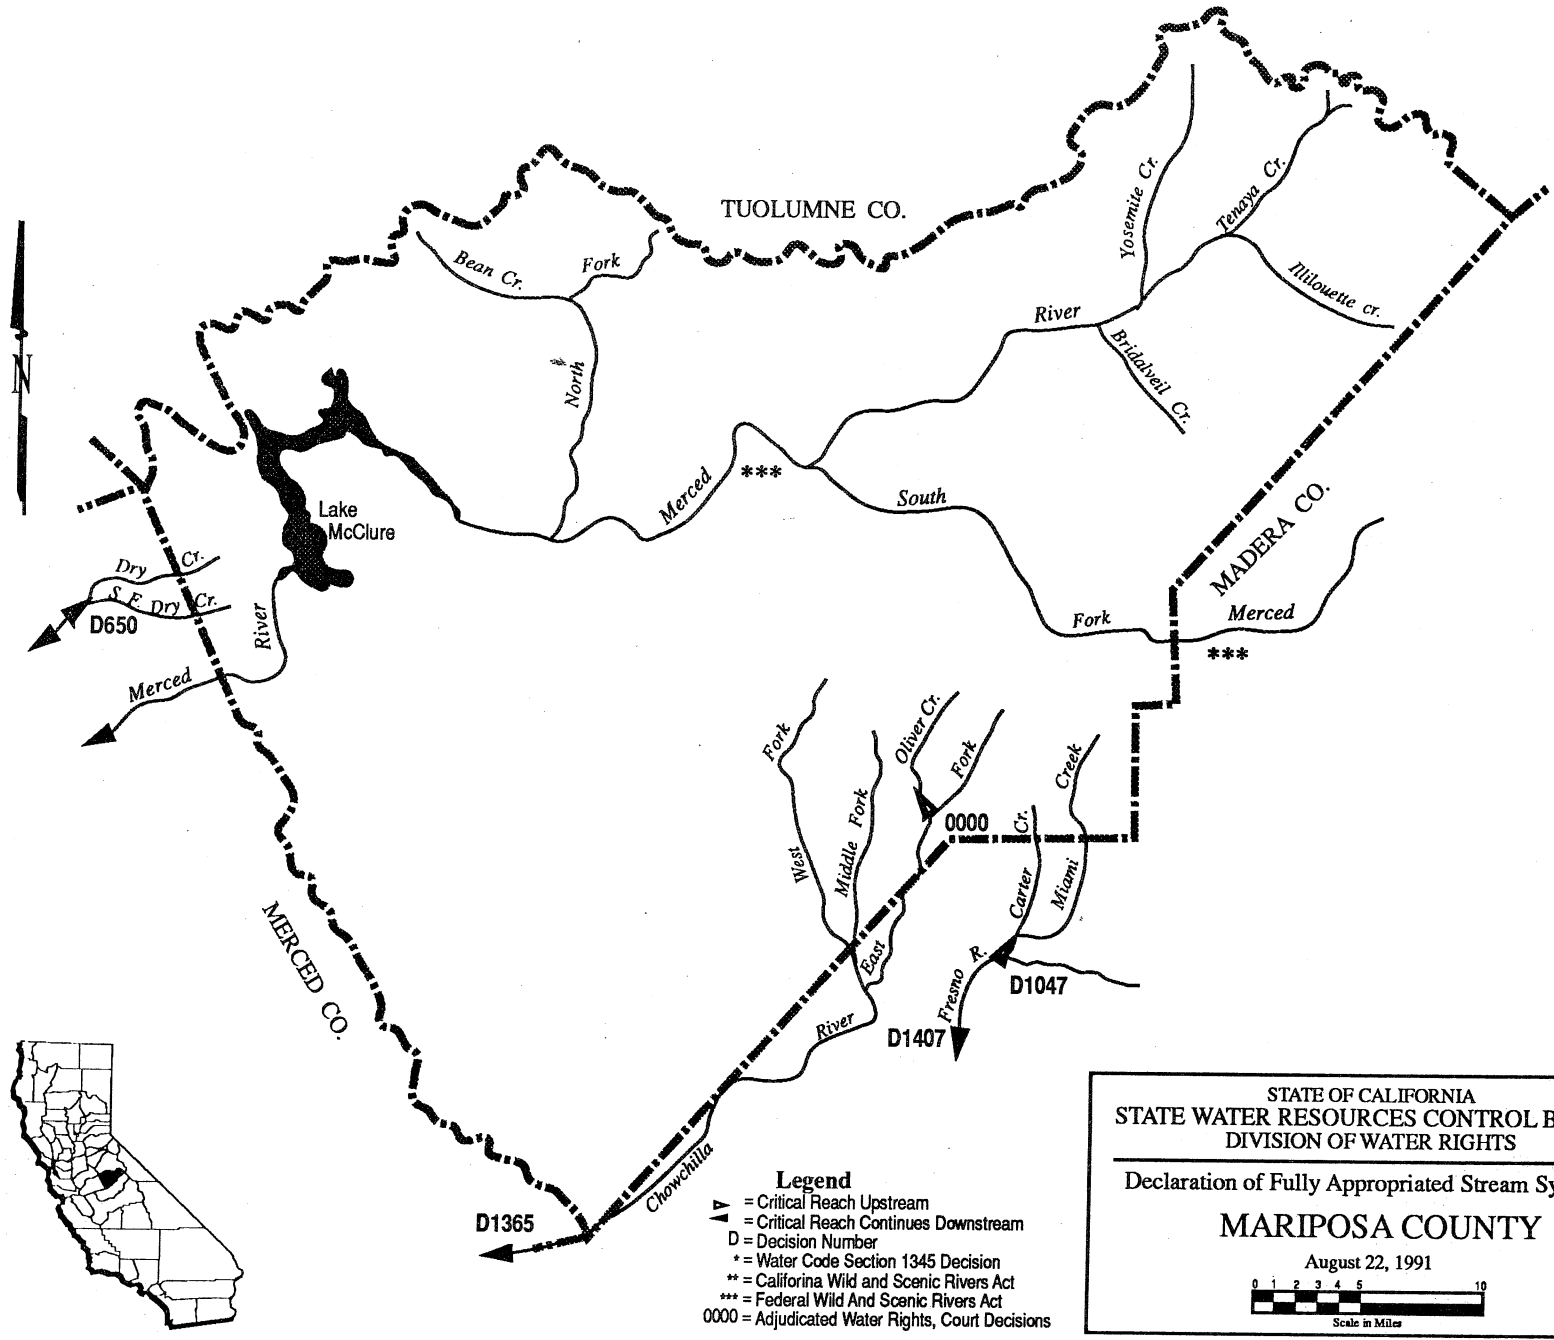 TUOLUMNE CO.
Yosemite Cr.
Tenaya Cr.
Illilouette cr.
Bean Cr.
Fork
River
Bridalveil Cr.
N
North
***
Merced
South
Lake
McClure
MADERA CO.
Dry Cr.
S. F. Dry Cr.
D650
River
Fork
Merced
***
Merced
Fork
Oliver Cr.
Fork
Creek
Middle Fork
West
0000
Cr.
Carter
Miami
MERCED CO.
East
Fresno R.
D1047
River
D1407
Chowchilla
D1365
Legend
= Critical Reach Upstream
= Critical Reach Continues Downstream
D = Decision Number
* = Water Code Section 1345 Decision
** = Califorina Wild and Scenic Rivers Act
*** = Federal Wild And Scenic Rivers Act
0000 = Adjudicated Water Rights, Court Decisions
STATE OF CALIFORNIA
STATE WATER RESOURCES CONTROL B
DIVISION OF WATER RIGHTS
Declaration of Fully Appropriated Stream Sy
MARIPOSA COUNTY
August 22, 1991
0 1 2 3 4 5 10
Scale in Miles